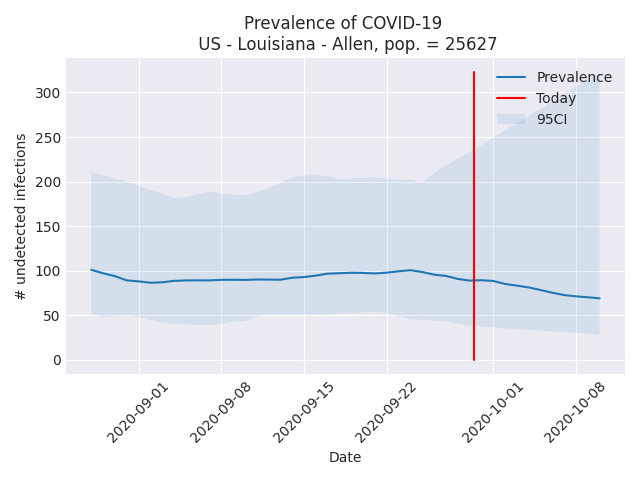 Prevalence of COVID-19
US - Louisiana - Allen, pop. = 25627
Prevalence
Today
95CI
300
250
200
150
100
50
0
# undetected infections
2020-09-01
2020-09-08
2020-09-15
2020-09-22
2020-10-01
2020-10-08
Date